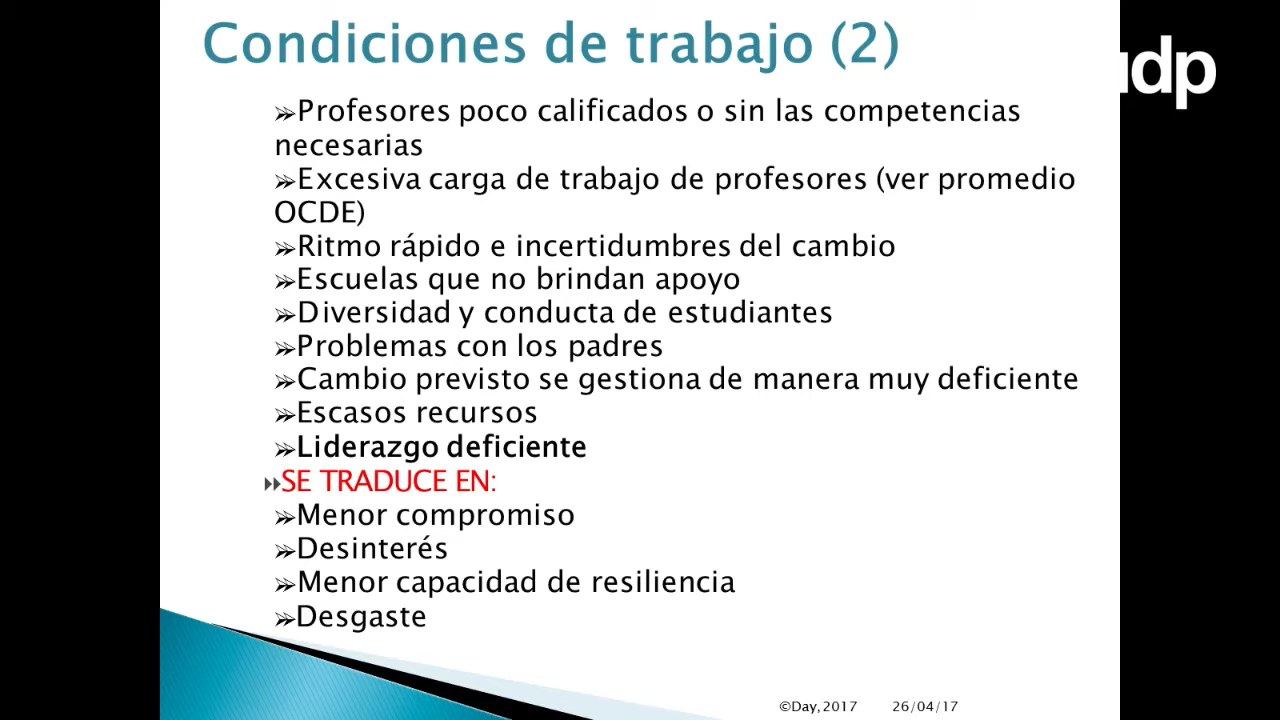 Condiciones de trabajo (2)
dp
Profesores poco calificados o sin las competencias
necesarias
Excesiva carga de trabajo de profesores (ver promedio
OCDE)
Ritmo rápido e incertidumbres del cambio
Escuelas que no brindan apoyo
Diversidad y conducta de estudiantes
Problemas con los padres
Cambio previsto se gestiona de manera muy deficiente
Escasos recursos
Liderazgo deficiente
SE TRADUCE EN:
Menor compromiso
Desinterés
Menor capacidad de resiliencia
Desgaste
©Day, 2017 26/04/17